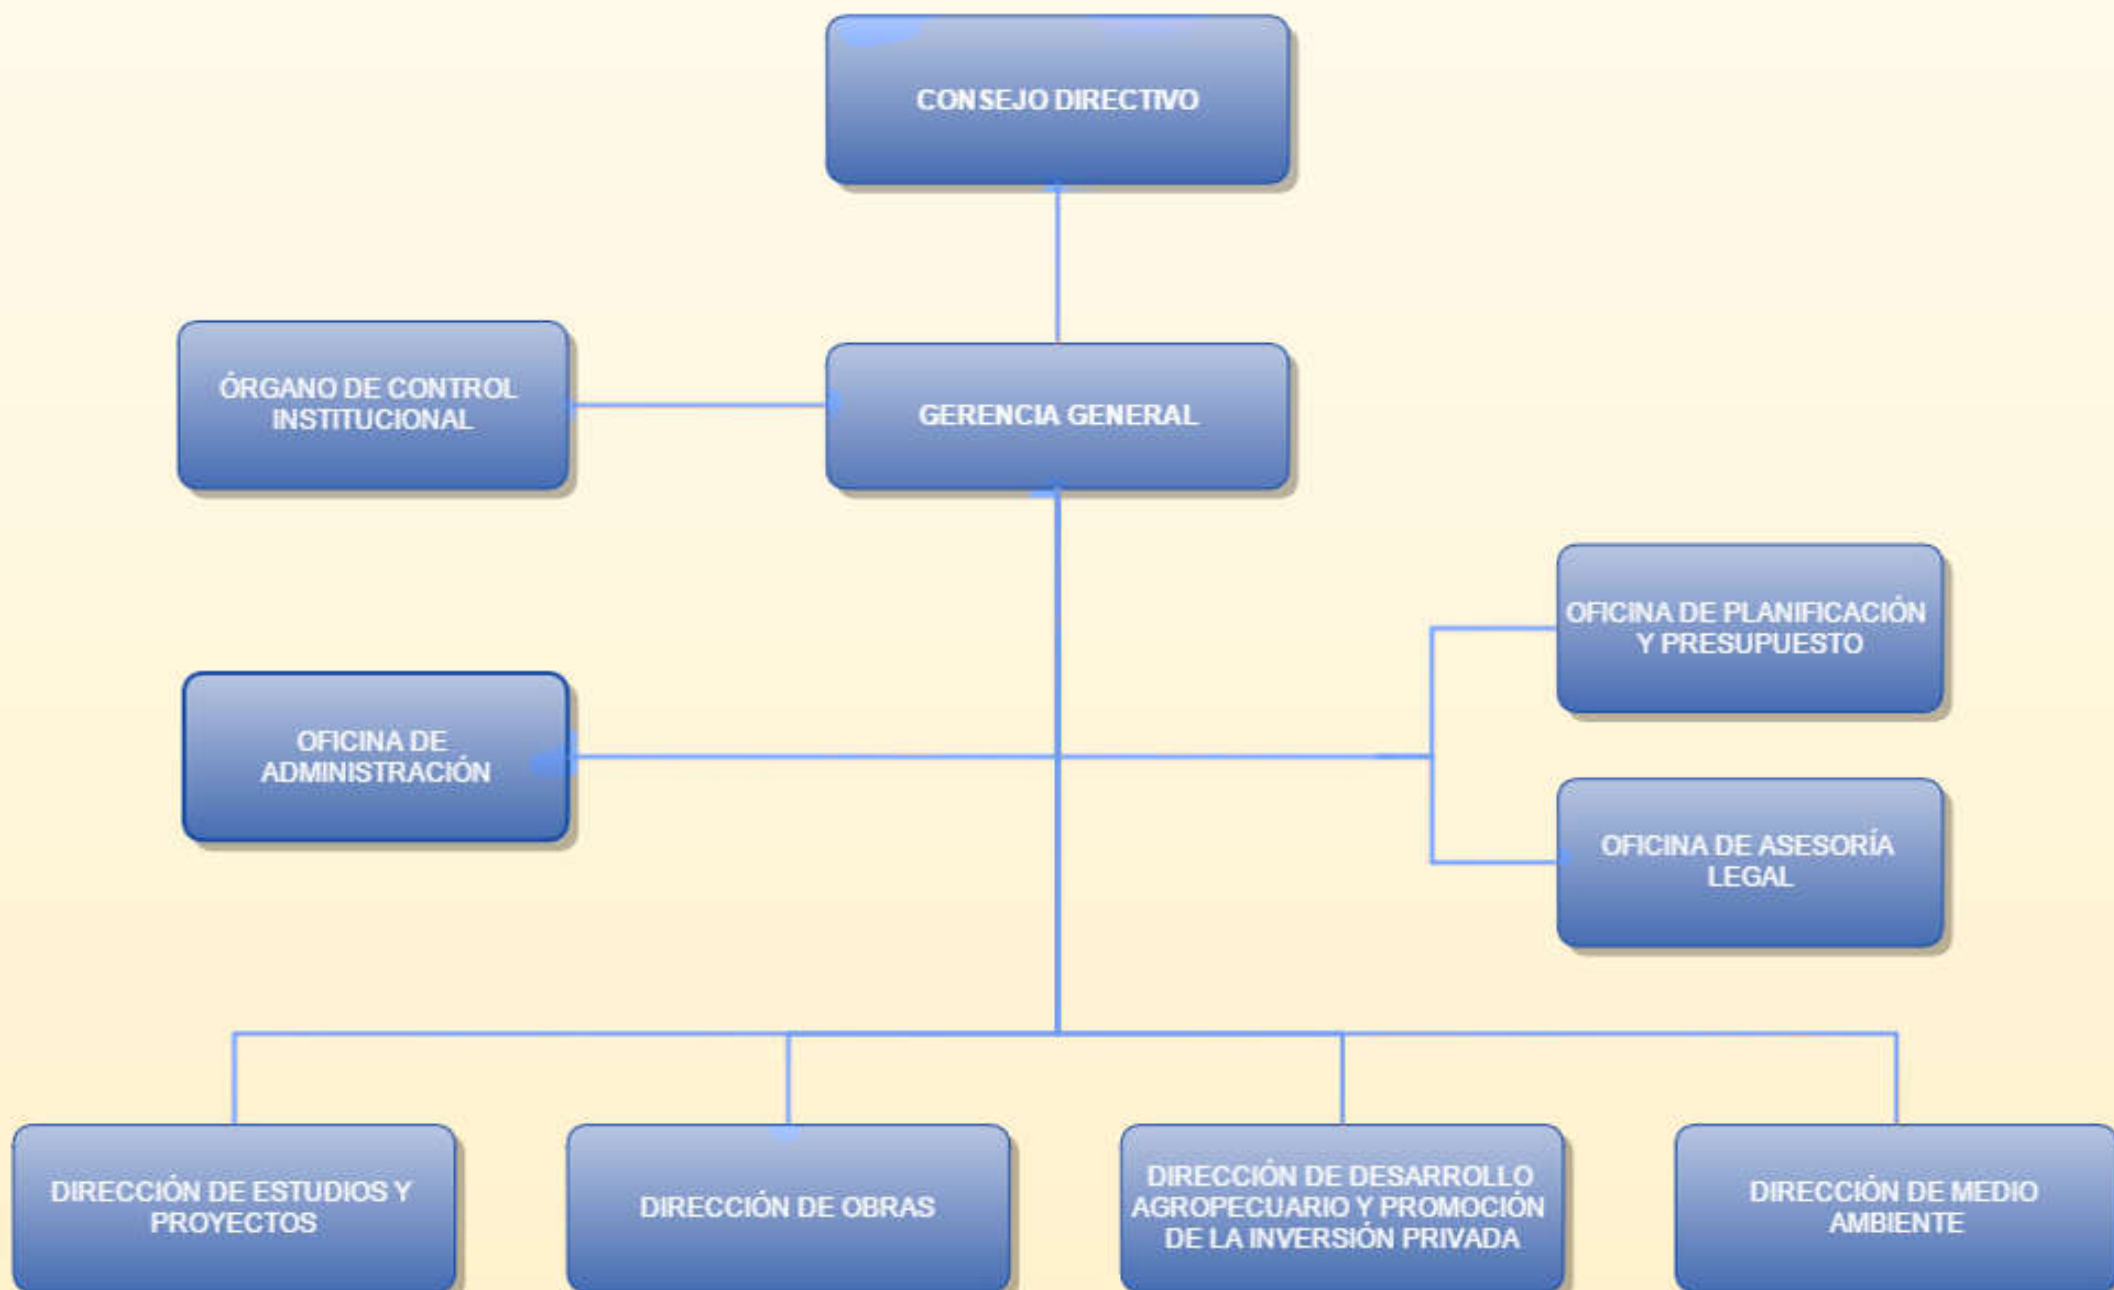 CONSEJO DIRECTIVO
ÓRGANO DE CONTROL
INSTITUCIONAL
GERENCIA GENERAL
OFICINA DE PLANIFICACIÓN
Y PRESUPUESTO
OFICINA DE
ADMINISTRACIÓN
OFICINA DE ASESORÍA
LEGAL
DIRECCIÓN DE ESTUDIOS Y
PROYECTOS
DIRECCIÓN DE OBRAS
DIRECCIÓN DE DESARROLLO
AGROPECUARIO Y PROMOCIÓN
DE LA INVERSIÓN PRIVADA
DIRECCIÓN DE MEDIO
AMBIENTE